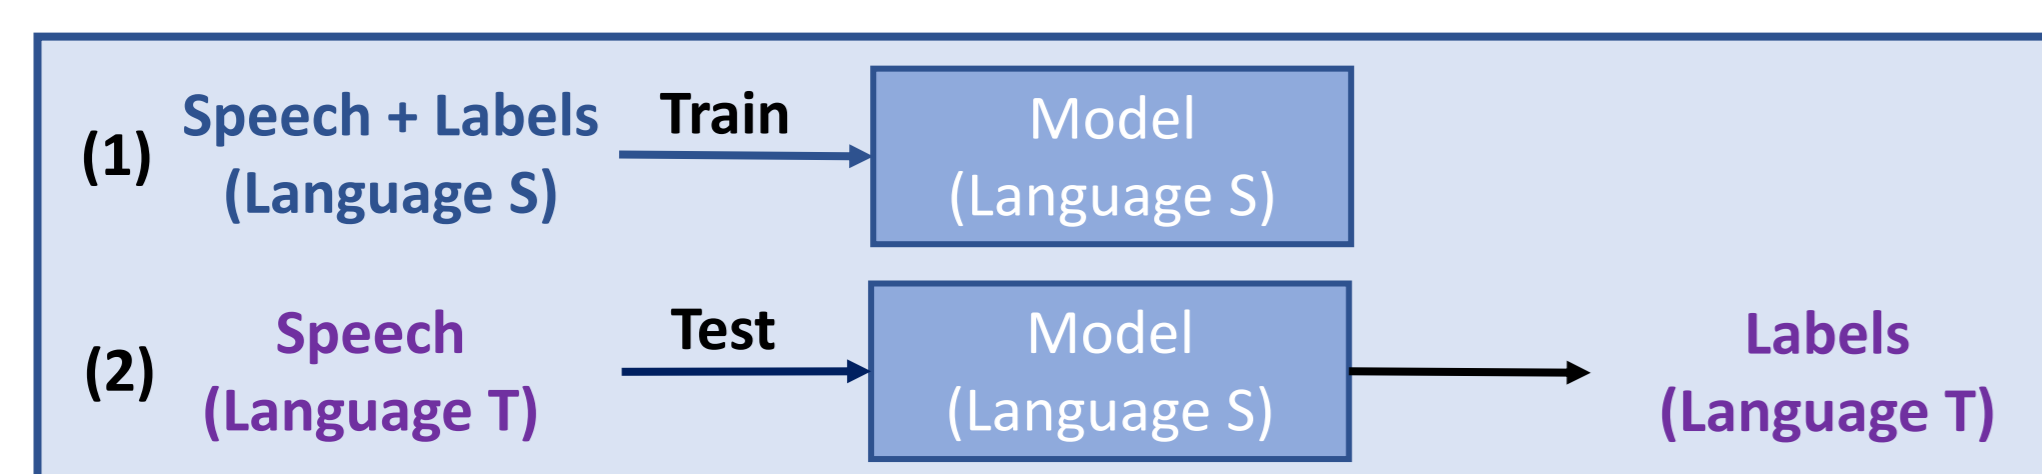 (1)
Speech + Labels
(Language S)
Train
Model
(Language S)
(2)
Speech
(Language T)
Test
Model
(Language S)
Labels
(Language T)